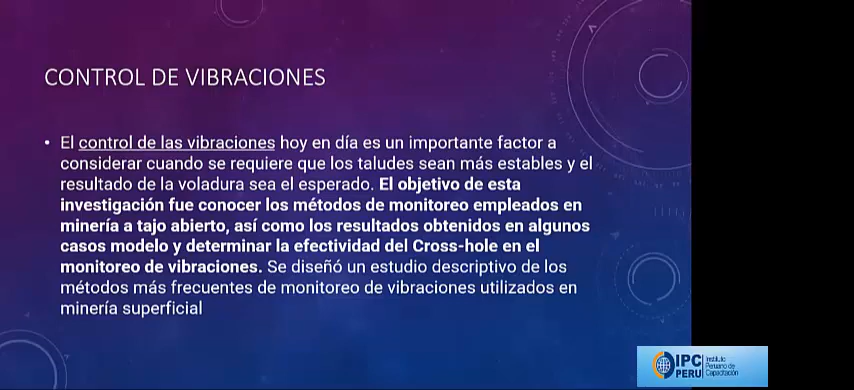 CONTROL DE VIBRACIONES
• El control de las vibraciones hoy en día es un importante factor a
considerar cuando se requiere que los taludes sean más estables y el
resultado de la voladura sea el esperado. El objetivo de esta
investigación fue conocer los métodos de monitoreo empleados en
minería a tajo abierto, así como los resultados obtenidos en algunos
casos modelo y determinar la efectividad del Cross-hole en el
monitoreo de vibraciones. Se diseñó un estudio descriptivo de los
métodos más frecuentes de monitoreo de vibraciones utilizados en
minería superficial
IPC
PERU
Instituto
Peruano de
Capacitación